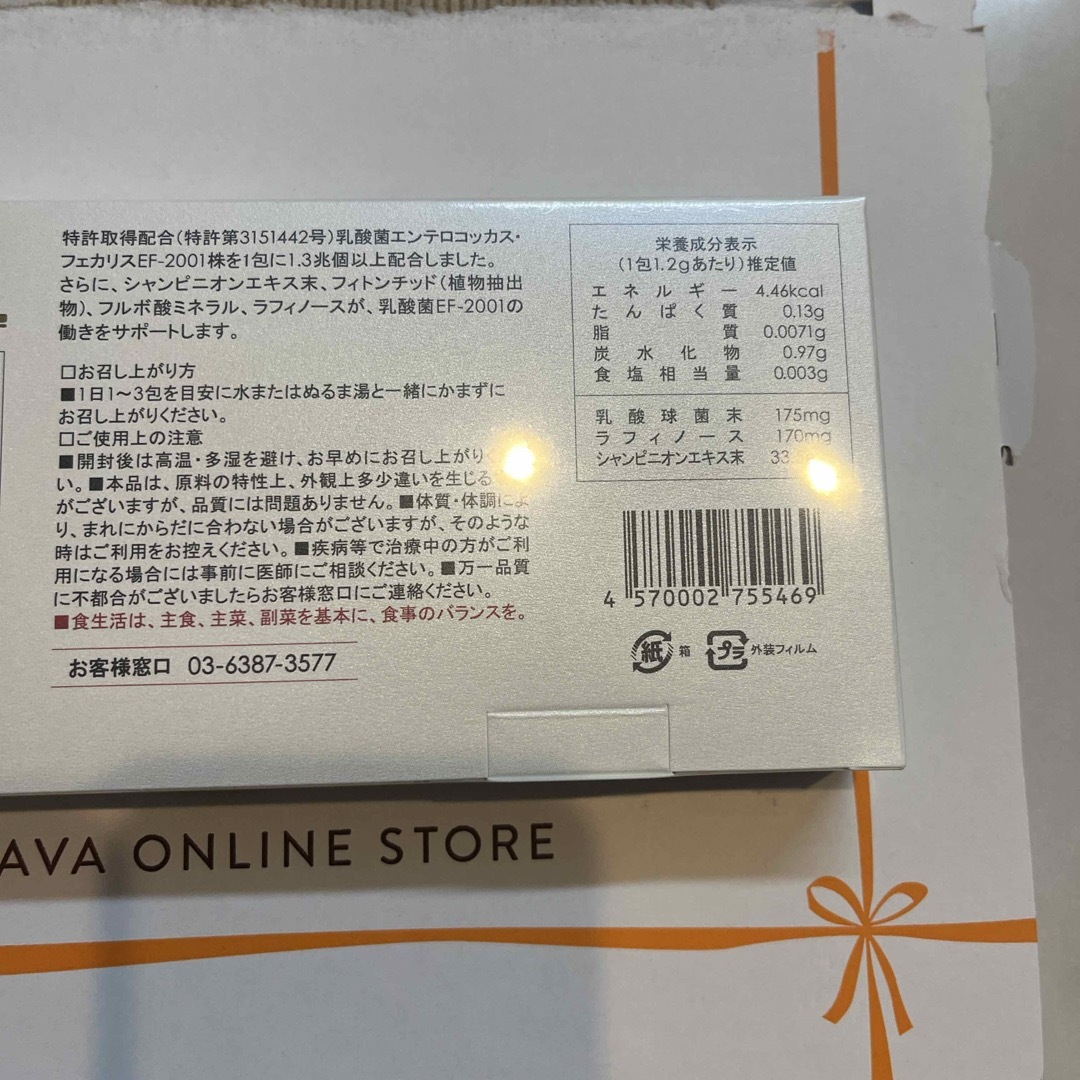 特許取得配合(特許第3151442号)乳酸菌エンテロコッカス・
フェカリスEF-2001株を1包に1.3兆個以上配合しました。
さらに、シャンピニオンエキス末、フィトンチッド(植物抽出
物)、フルボ酸ミネラル、ラフィノースが、乳酸菌EF-2001の
働きをサポートします。
□お召し上がり方
■1日1〜3包を目安に水またはぬるま湯と一緒にかまずに
お召し上がりください。
□ご使用上の注意
■開封後は高温・多湿を避け、お早めにお召し上がりく
い。■本品は、原料の特性上、外観上多少違いを生じる
がございますが、品質には問題ありません。■体質・体調によ
り、まれにからだに合わない場合がございますが、そのような
時はご利用をお控えください。■疾病等で治療中の方がご利
用になる場合には事前に医師にご相談ください。■万一品質
に不都合がございましたらお客様窓口にご連絡ください。
■食生活は、主食、主菜、副菜を基本に、食事のバランスを。
お客様窓口 03-6387-3577
栄養成分表示
(1包1.2gあたり)推定値
エネルギー 4.46kcal
たんぱく質 0.13g
脂質 0.0071g
炭水化物 0.97g
食塩相当量 0.003g
乳酸球菌末 175mg
ラフィノース 170mg
シャンピニオンエキス末 33
4 570002 755469
紙 箱 プラ 外装フィルム
AVA ONLINE STORE